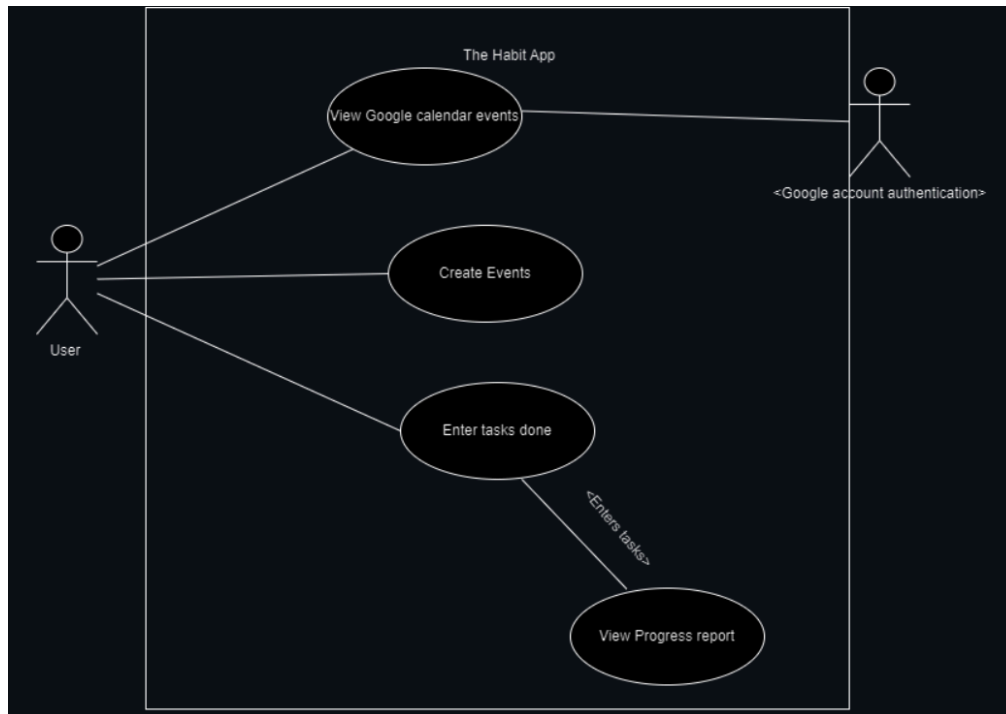 The Habit App
View Google calendar events
<Google account authentication>
Create Events
User
Enter tasks done
<Enters tasks>
View Progress report